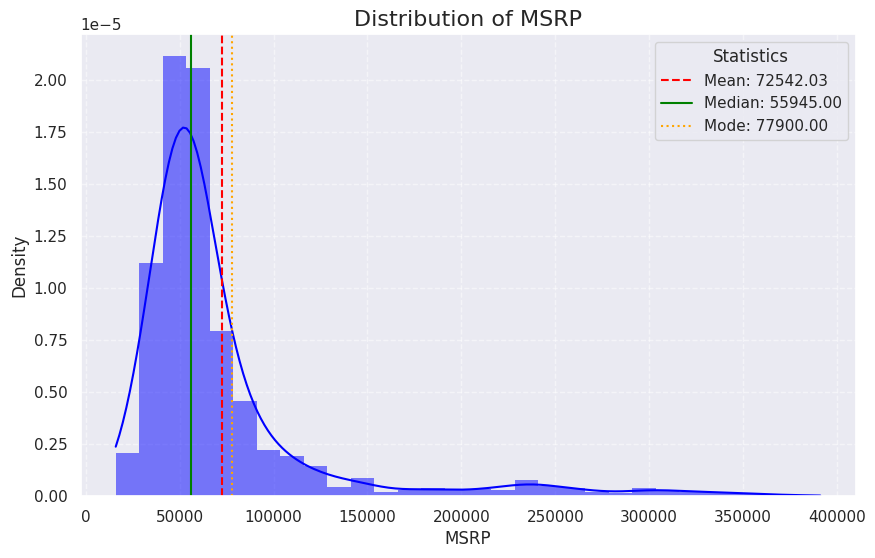 Distribution of MSRP
1e−5
Statistics
Mean: 72542.03
Median: 55945.00
Mode: 77900.00
2.00
1.75
1.50
1.25
1.00
0.75
0.50
0.25
0.00
Density
0 50000 100000 150000 200000 250000 300000 350000 400000
MSRP